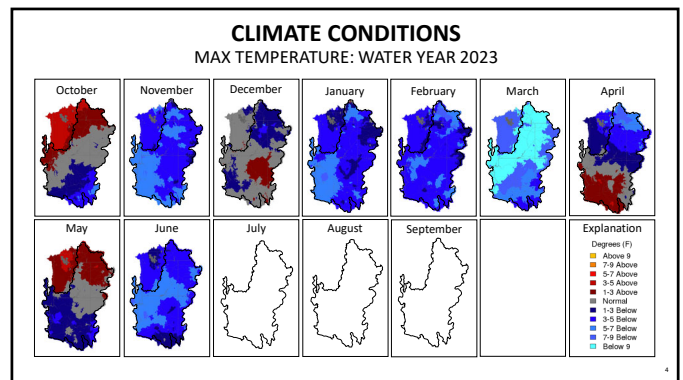 CLIMATE CONDITIONS
MAX TEMPERATURE: WATER YEAR 2023
October
November
December
January
February
March
April
May
June
July
August
September
Explanation
Degrees (F)
Above 9
7-9 Above
5-7 Above
3-5 Above
1-3 Above
Normal
1-3 Below
3-5 Below
5-7 Below
7-9 Below
Below 9
4